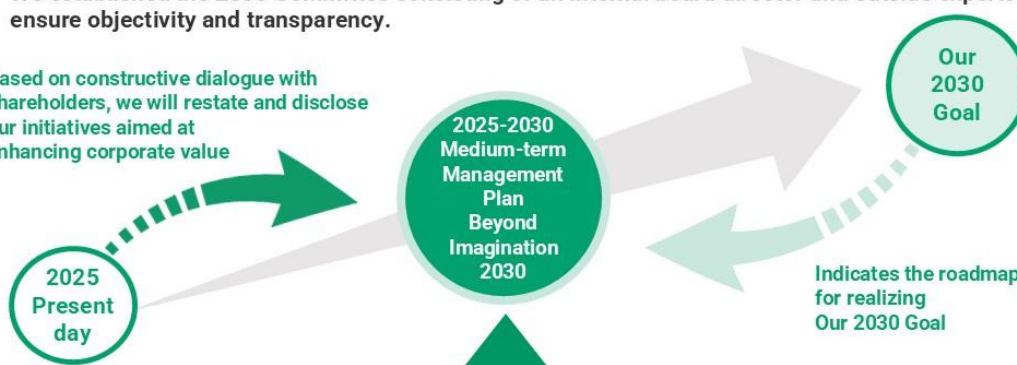 ensure objectivity and transparency.
ased on constructive dialogue with
hareholders, we will restate and disclose
ur initiatives aimed at
nhancing corporate value
2025-2030
Medium-term
Management
Plan
Beyond
Imagination
2030
Our
2030
Goal
2025
Present
day
Indicates the roadmap
for realizing
Our 2030 Goal